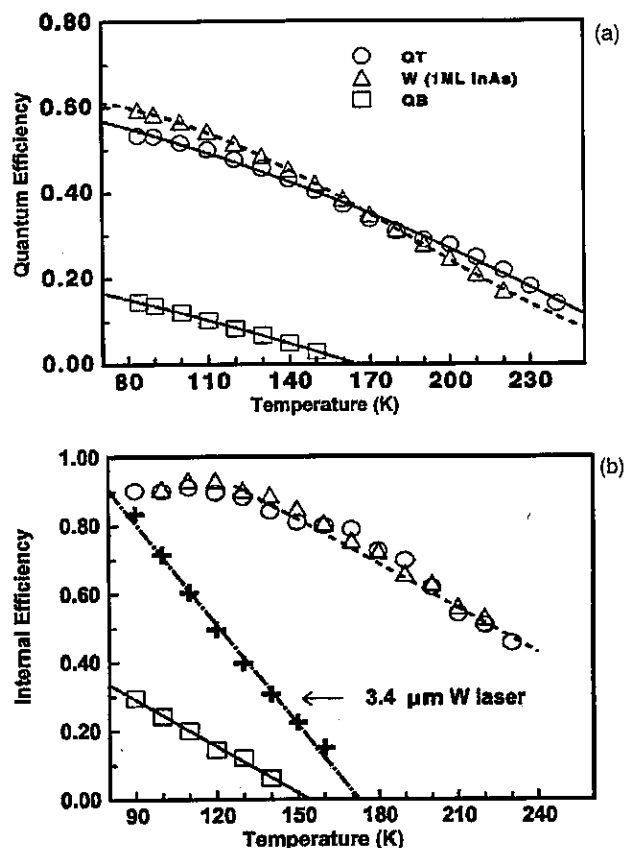 (a)
0.80
0.60
0.40
0.20
0.00
Quantum Efficiency
QT
W (1ML InAs)
QB
80 110 140 170 200 230
Temperature (K)
(b)
1.00
0.80
0.60
0.40
0.20
0.00
Internal Efficiency
3.4 μm W laser
90 120 150 180 210 240
Temperature (K)